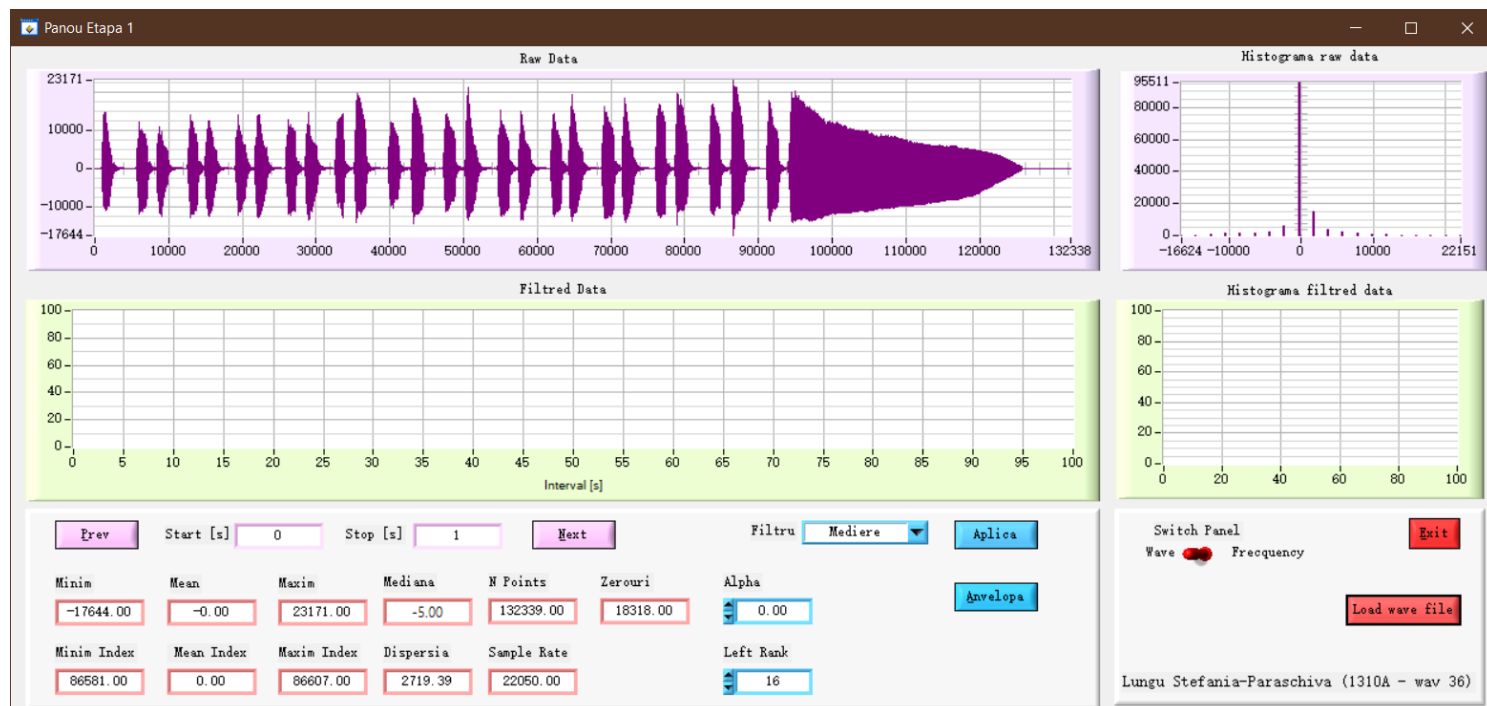 Panou Etapa 1
Raw Data
23171
10000
0
-10000
-17644
0 10000 20000 30000 40000 50000 60000 70000 80000 90000 100000 110000 120000 132338
Histograma raw data
95511
80000
60000
40000
20000
0
-16624 -10000 0 10000 22151
Filtred Data
100
80
60
40
20
0
0 5 10 15 20 25 30 35 40 45 50 55 60 65 70 75 80 85 90 95 100
Interval [s]
Histograma filtred data
100
80
60
40
20
0
0 20 40 60 80 100
Prev Start [s] 0 Stop [s] 1 Next Filtru Mediere Aplica
Minim Mean Maxim Mediana N Points Zerouri Alpha
-17644.00 -0.00 23171.00 -5.00 132339.00 18318.00 0.00 Anvelopa
Minim Index Mean Index Maxim Index Dispersia Sample Rate Left Rank
86581.00 0.00 86607.00 2719.39 22050.00 16
Switch Panel
Wave Frecquency
Exit
Load wave file
Lungu Stefania-Paraschiva (1310A - wav 36)